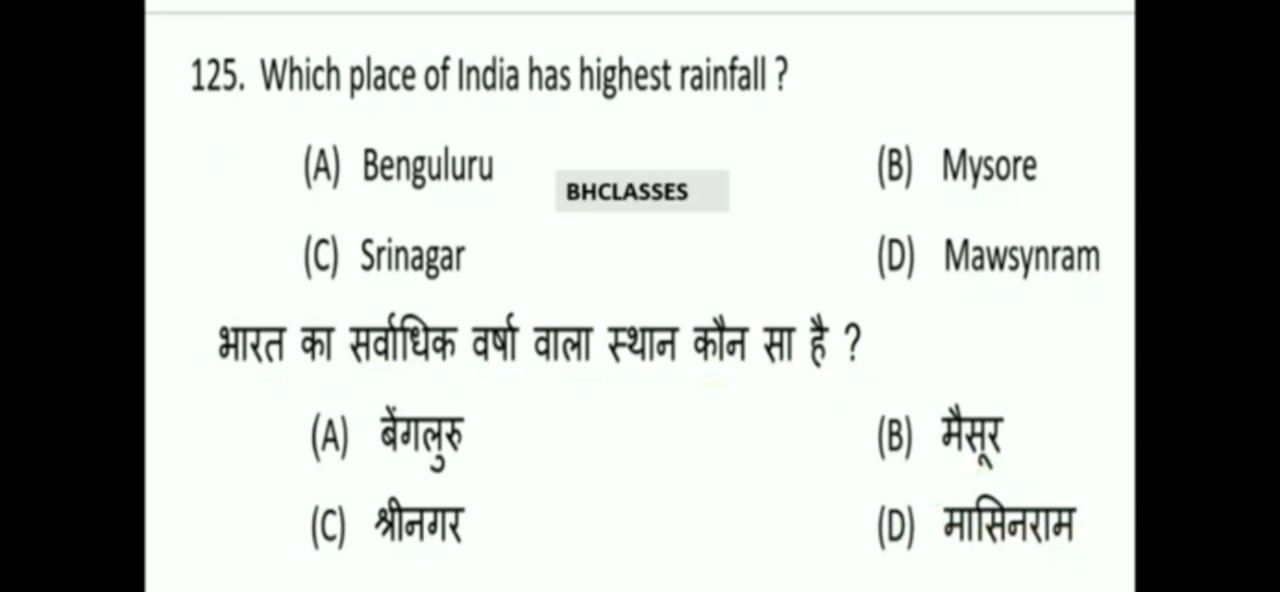 125. Which place of India has highest rainfall ?
(A) Benguluru (B) Mysore
BHCLASSES
(C) Srinagar (D) Mawsynram
भारत का सर्वाधिक वर्षा वाला स्थान कौन सा है ?
(A) बेंगलुरु (B) मैसूर
(C) श्रीनगर (D) मासिनराम